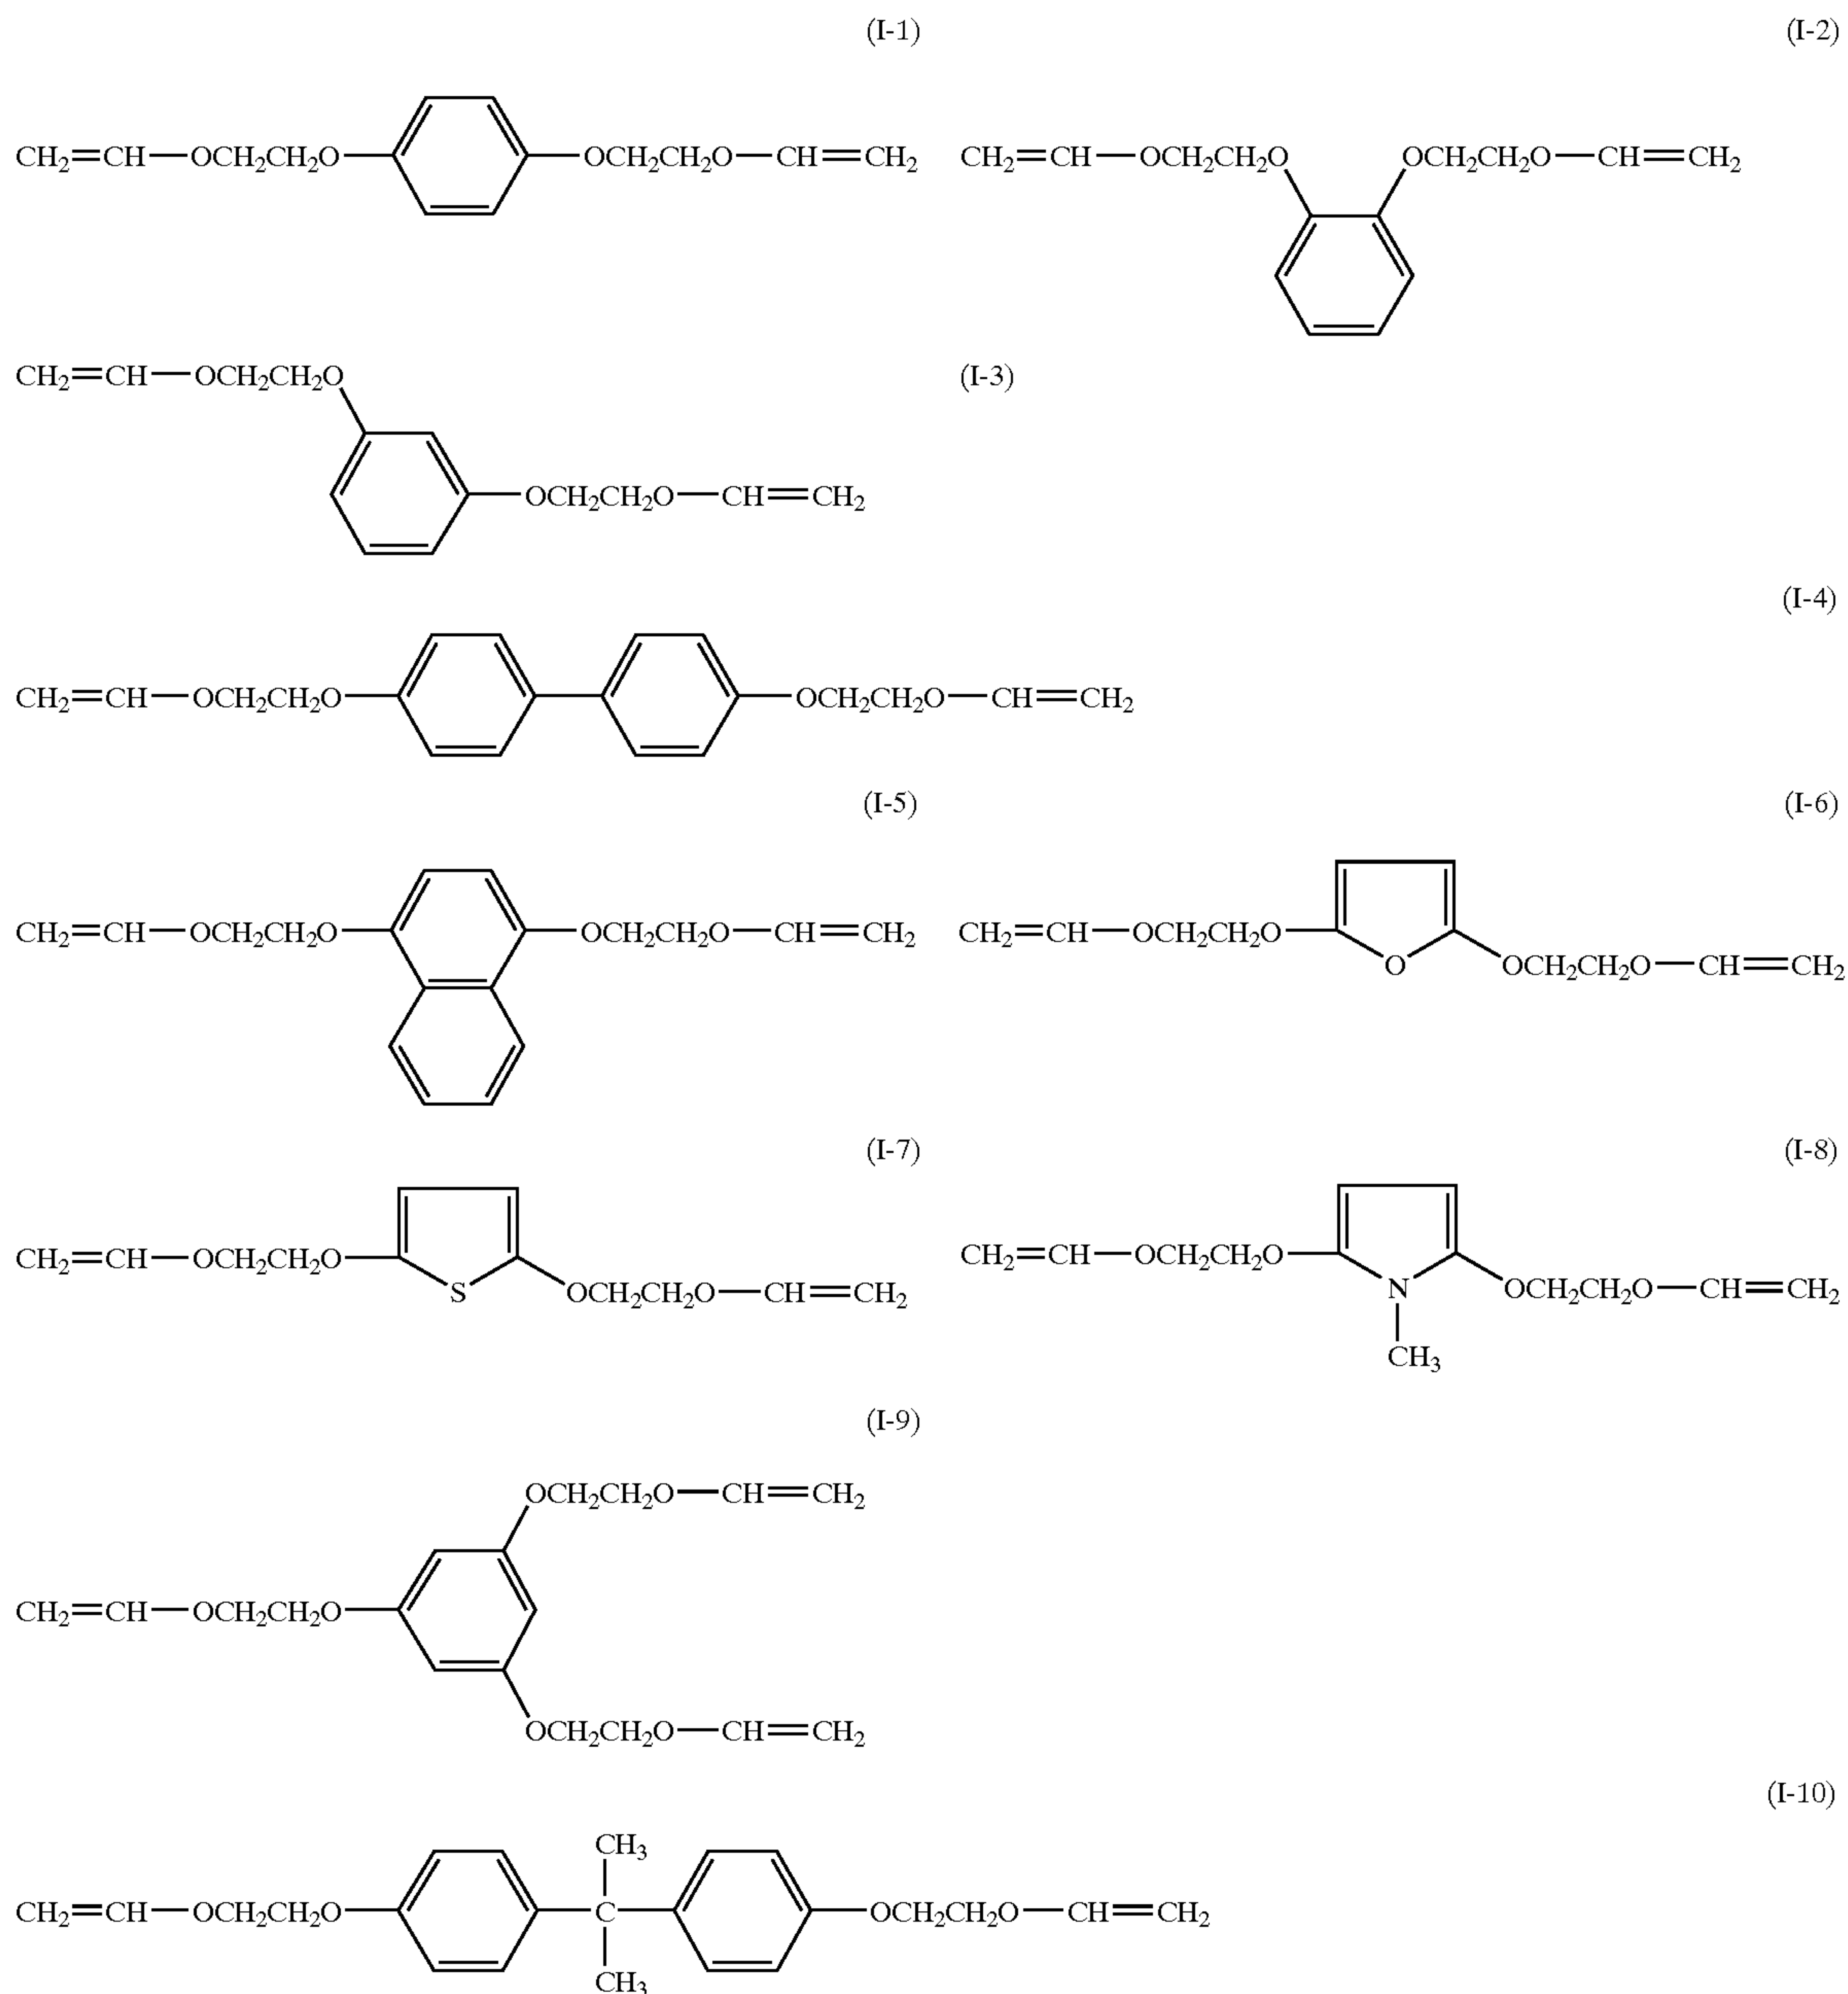 (I-1)
CH₂=CH—OCH₂CH₂O OCH₂CH₂O—CH=CH₂
(I-2)
CH₂=CH—OCH₂CH₂O OCH₂CH₂O—CH=CH₂
(I-3)
CH₂=CH—OCH₂CH₂O
OCH₂CH₂O—CH=CH₂
(I-4)
CH₂=CH—OCH₂CH₂O OCH₂CH₂O—CH=CH₂
(I-5)
CH₂=CH—OCH₂CH₂O OCH₂CH₂O—CH=CH₂
(I-6)
CH₂=CH—OCH₂CH₂O O OCH₂CH₂O—CH=CH₂
(I-7)
CH₂=CH—OCH₂CH₂O S OCH₂CH₂O—CH=CH₂
(I-8)
CH₂=CH—OCH₂CH₂O N OCH₂CH₂O—CH=CH₂
CH₃
(I-9)
OCH₂CH₂O—CH=CH₂
CH₂=CH—OCH₂CH₂O
OCH₂CH₂O—CH=CH₂
(I-10)
CH₃
CH₂=CH—OCH₂CH₂O C OCH₂CH₂O—CH=CH₂
CH₃